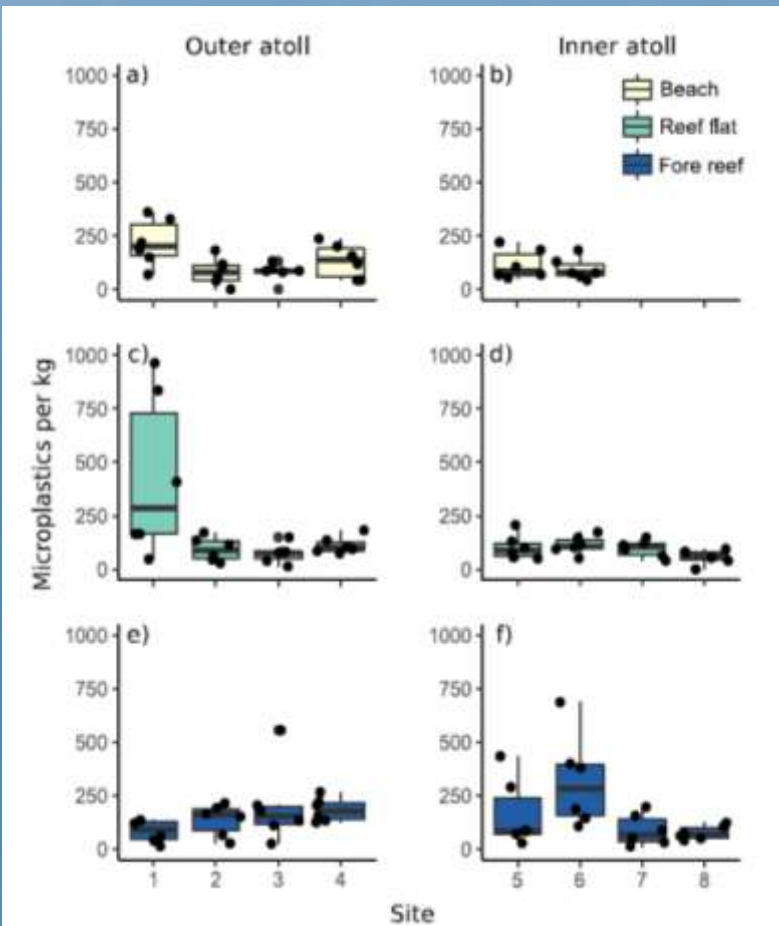 Outer atoll
Inner atoll
a)
1000
750
500
250
0
b)
1000
750
500
250
0
Beach
Reef flat
Fore reef
c)
1000
750
500
250
0
d)
1000
750
500
250
0
Microplastics per kg
e)
1000
750
500
250
0
f)
1000
750
500
250
0
1 2 3 4
5 6 7 8
Site